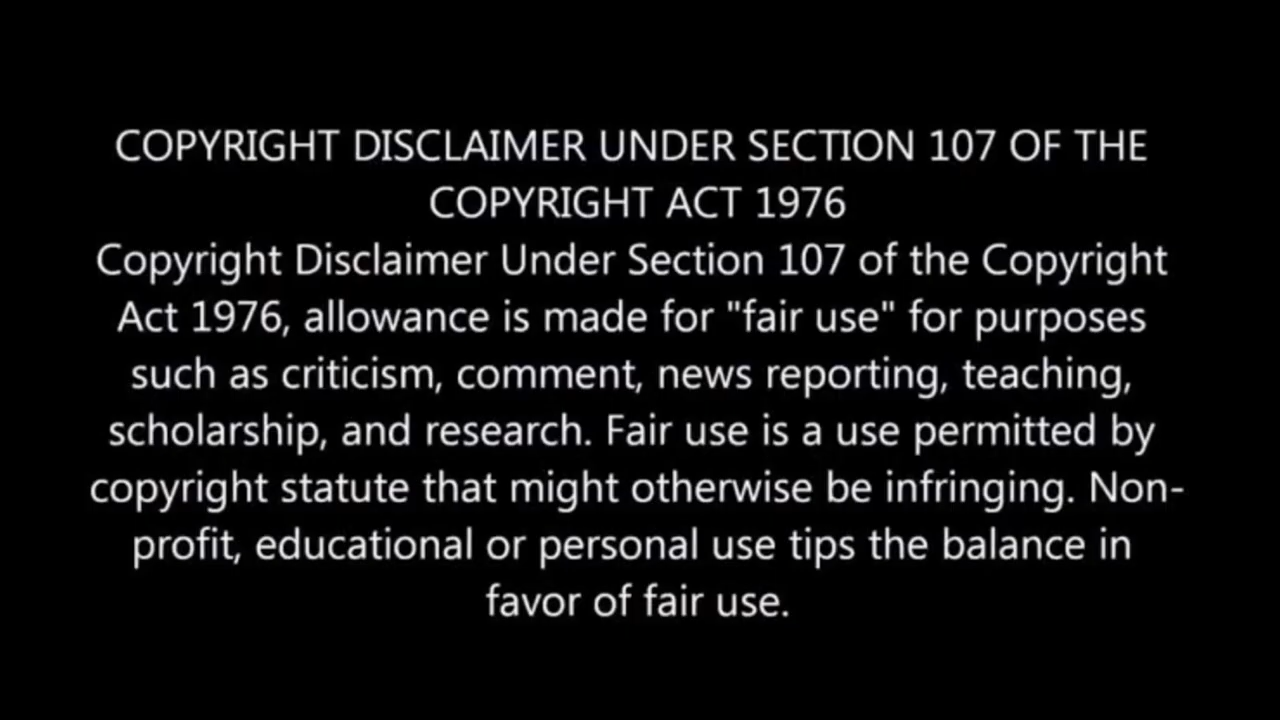 COPYRIGHT DISCLAIMER UNDER SECTION 107 OF THE
COPYRIGHT ACT 1976
Copyright Disclaimer Under Section 107 of the Copyright
Act 1976, allowance is made for "fair use" for purposes
such as criticism, comment, news reporting, teaching,
scholarship, and research. Fair use is a use permitted by
copyright statute that might otherwise be infringing. Non-
profit, educational or personal use tips the balance in
favor of fair use.